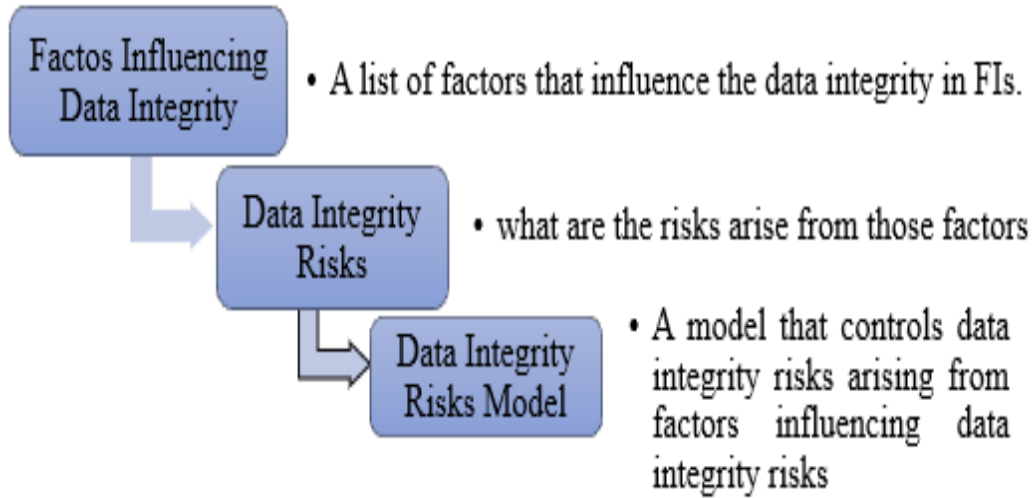 Factos Influencing
Data Integrity
• A list of factors that influence the data integrity in FIs.
Data Integrity
Risks
• what are the risks arise from those factors
Data Integrity
Risks Model
• A model that controls data
integrity risks arising from
factors influencing data
integrity risks